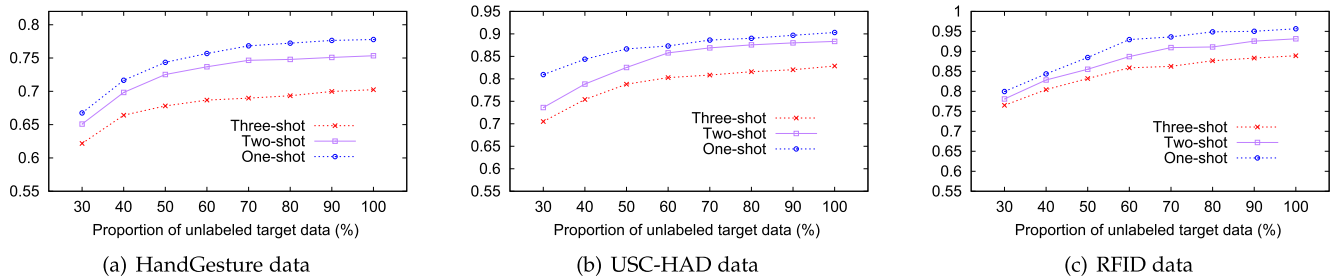 0.8
0.75
0.7
0.65
0.6
0.55
Three-shot
Two-shot
One-shot
30 40 50 60 70 80 90 100
Proportion of unlabeled target data (%)
(a) HandGesture data
0.95
0.9
0.85
0.8
0.75
0.7
0.65
0.6
0.55
Three-shot
Two-shot
One-shot
30 40 50 60 70 80 90 100
Proportion of unlabeled target data (%)
(b) USC-HAD data
1
0.95
0.9
0.85
0.8
0.75
0.7
0.65
0.6
0.55
Three-shot
Two-shot
One-shot
30 40 50 60 70 80 90 100
Proportion of unlabeled target data (%)
(c) RFID data